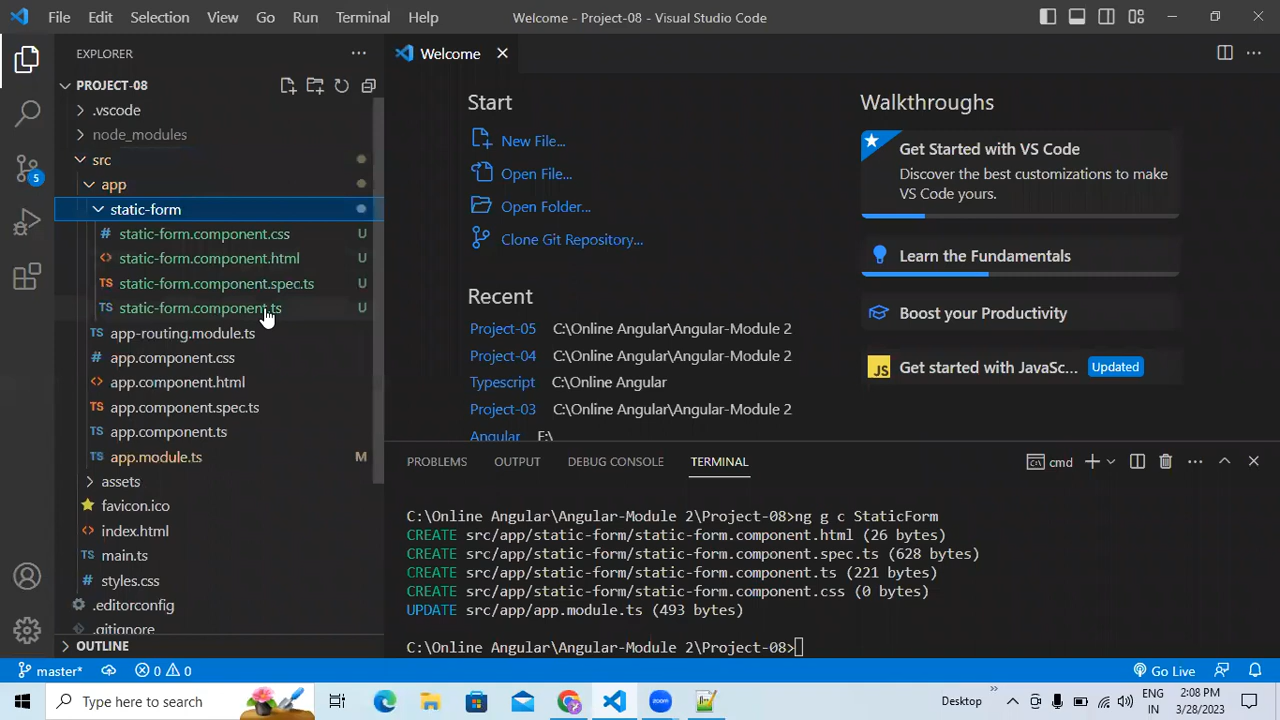 File Edit Selection View Go Run Terminal Help
Welcome - Project-08 - Visual Studio Code
EXPLORER
Welcome
PROJECT-08
.vscode
node_modules
src
app
static-form
static-form.component.css U
static-form.component.html U
static-form.component.spec.ts U
static-form.component.ts U
app-routing.module.ts
app.component.css
app.component.html
app.component.spec.ts
app.component.ts
app.module.ts M
assets
favicon.ico
index.html
main.ts
styles.css
.editorconfig
.gitignore
OUTLINE
5
Start
New File...
Open File...
Open Folder...
Clone Git Repository...
Recent
Project-05 C:\Online Angular\Angular-Module 2
Project-04 C:\Online Angular\Angular-Module 2
Typescript C:\Online Angular
Project-03 C:\Online Angular\Angular-Module 2
Angular F:\
Walkthroughs
Get Started with VS Code
Discover the best customizations to make
VS Code yours.
Learn the Fundamentals
Boost your Productivity
JS Get started with JavaSc... Updated
PROBLEMS OUTPUT DEBUG CONSOLE TERMINAL
cmd
C:\Online Angular\Angular-Module 2\Project-08>ng g c StaticForm
CREATE src/app/static-form/static-form.component.html (26 bytes)
CREATE src/app/static-form/static-form.component.spec.ts (628 bytes)
CREATE src/app/static-form/static-form.component.ts (221 bytes)
CREATE src/app/static-form/static-form.component.css (0 bytes)
UPDATE src/app/app.module.ts (493 bytes)
C:\Online Angular\Angular-Module 2\Project-08>
master* 0 0
Go Live
Type here to search
zoom
Desktop
ENG
IN
2:08 PM
3/28/2023